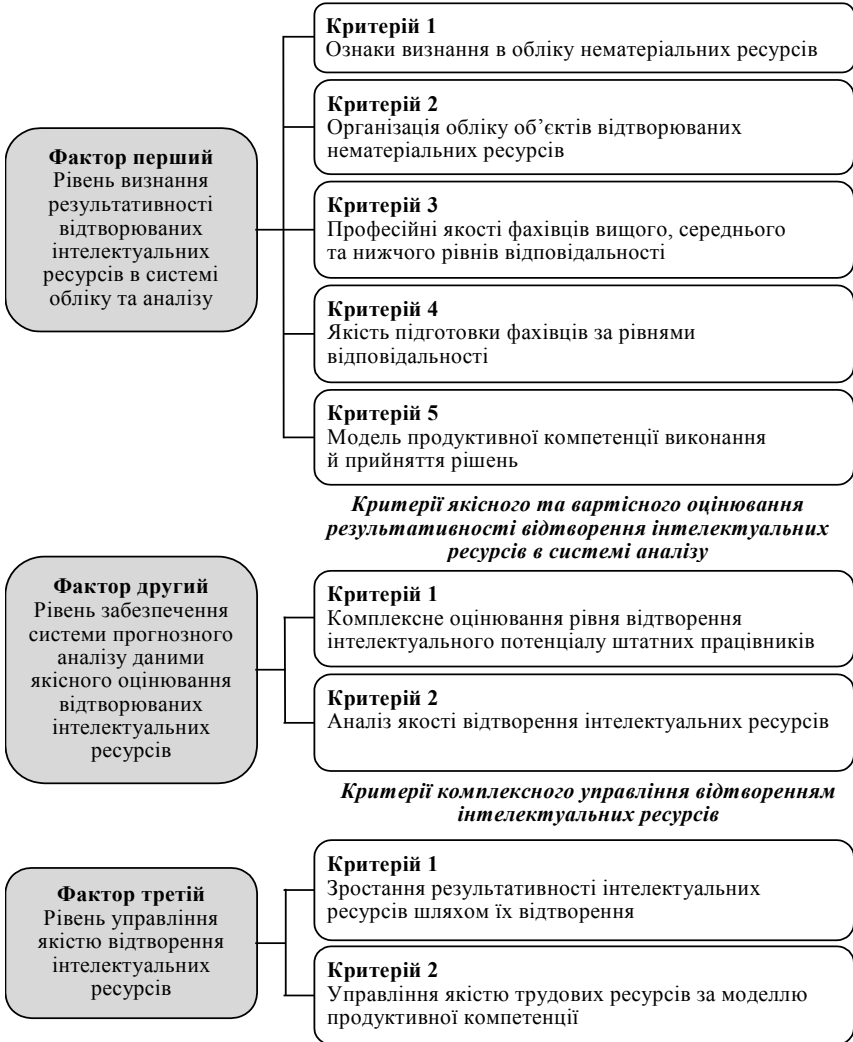 Фактор перший
Рівень визнання
результативності
відтворюваних
інтелектуальних
ресурсів в системі
обліку та аналізу
Критерій 1
Ознаки визнання в обліку нематеріальних ресурсів
Критерій 2
Організація обліку об’єктів відтворюваних
нематеріальних ресурсів
Критерій 3
Професійні якості фахівців вищого, середнього
та нижчого рівнів відповідальності
Критерій 4
Якість підготовки фахівців за рівнями
відповідальності
Критерій 5
Модель продуктивної компетенції виконання
й прийняття рішень
Критерії якісного та вартісного оцінювання
результативності відтворення інтелектуальних
ресурсів в системі аналізу
Фактор другий
Рівень забезпечення
системи прогнозного
аналізу даними
якісного оцінювання
відтворюваних
інтелектуальних
ресурсів
Критерій 1
Комплексне оцінювання рівня відтворення
інтелектуального потенціалу штатних працівників
Критерій 2
Аналіз якості відтворення інтелектуальних ресурсів
Критерії комплексного управління відтворенням
інтелектуальних ресурсів
Фактор третій
Рівень управління
якістю відтворення
інтелектуальних
ресурсів
Критерій 1
Зростання результативності інтелектуальних
ресурсів шляхом їх відтворення
Критерій 2
Управління якістю трудових ресурсів за моделлю
продуктивної компетенції